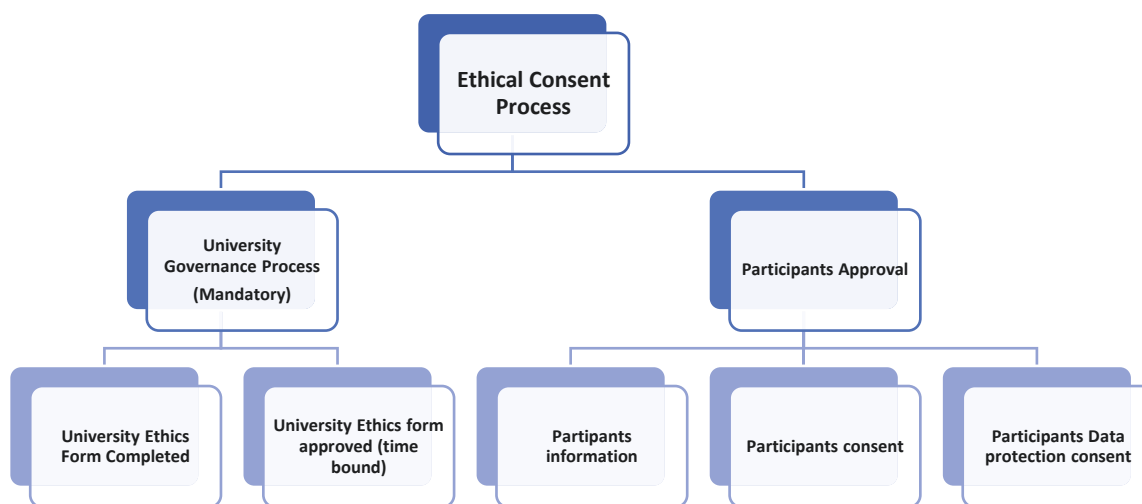 Ethical Consent
Process
University
Governance Process
(Mandatory)
Participants Approval
University Ethics
Form Completed
University Ethics form
approved (time
bound)
Partipants
information
Participants consent
Participants Data
protection consent